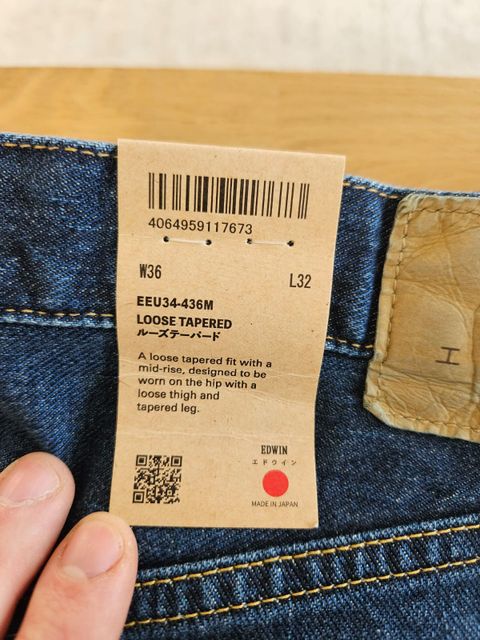 4064959117673
W36 L32
EEU34-436M
LOOSE TAPERED
ルーズテーパード
A loose tapered fit with a
mid-rise, designed to be
worn on the hip with a
loose thigh and
tapered leg.
EDWIN
エドウイン
MADE IN JAPAN
エ